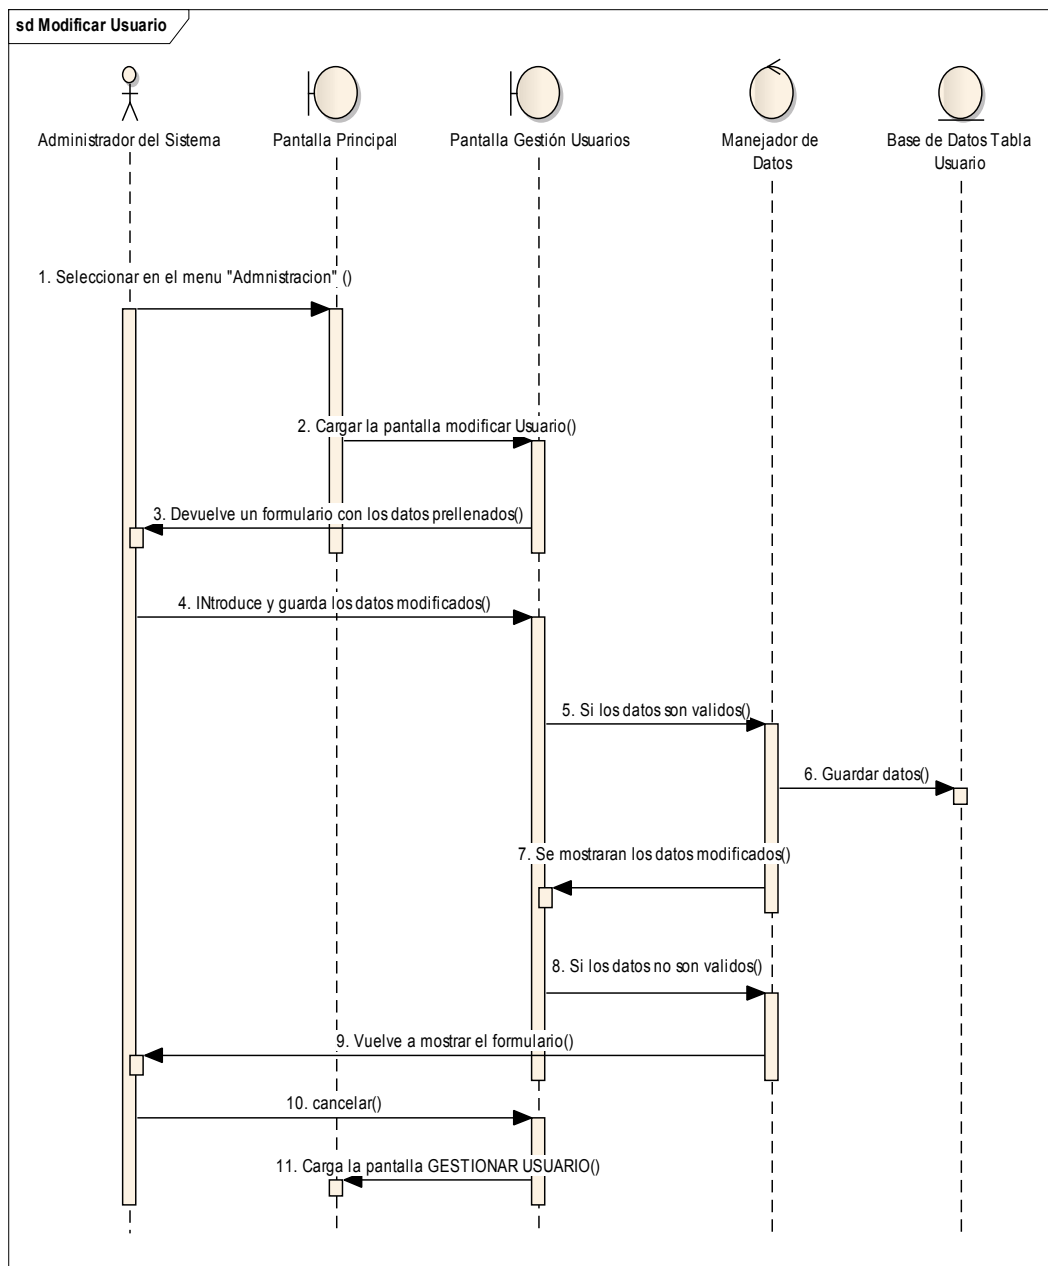 sd Modificar Usuario
Administrador del Sistema
Pantalla Principal
Pantalla Gestión Usuarios
Manejador de
Datos
Base de Datos Tabla
Usuario
1. Seleccionar en el menu "Admnistracion" ()
2. Cargar la pantalla modificar Usuario()
3. Devuelve un formulario con los datos prellenados()
4. INtroduce y guarda los datos modificados()
5. Si los datos son validos()
6. Guardar datos()
7. Se mostraran los datos modificados()
8. Si los datos no son validos()
9. Vuelve a mostrar el formulario()
10. cancelar()
11. Carga la pantalla GESTIONAR USUARIO()